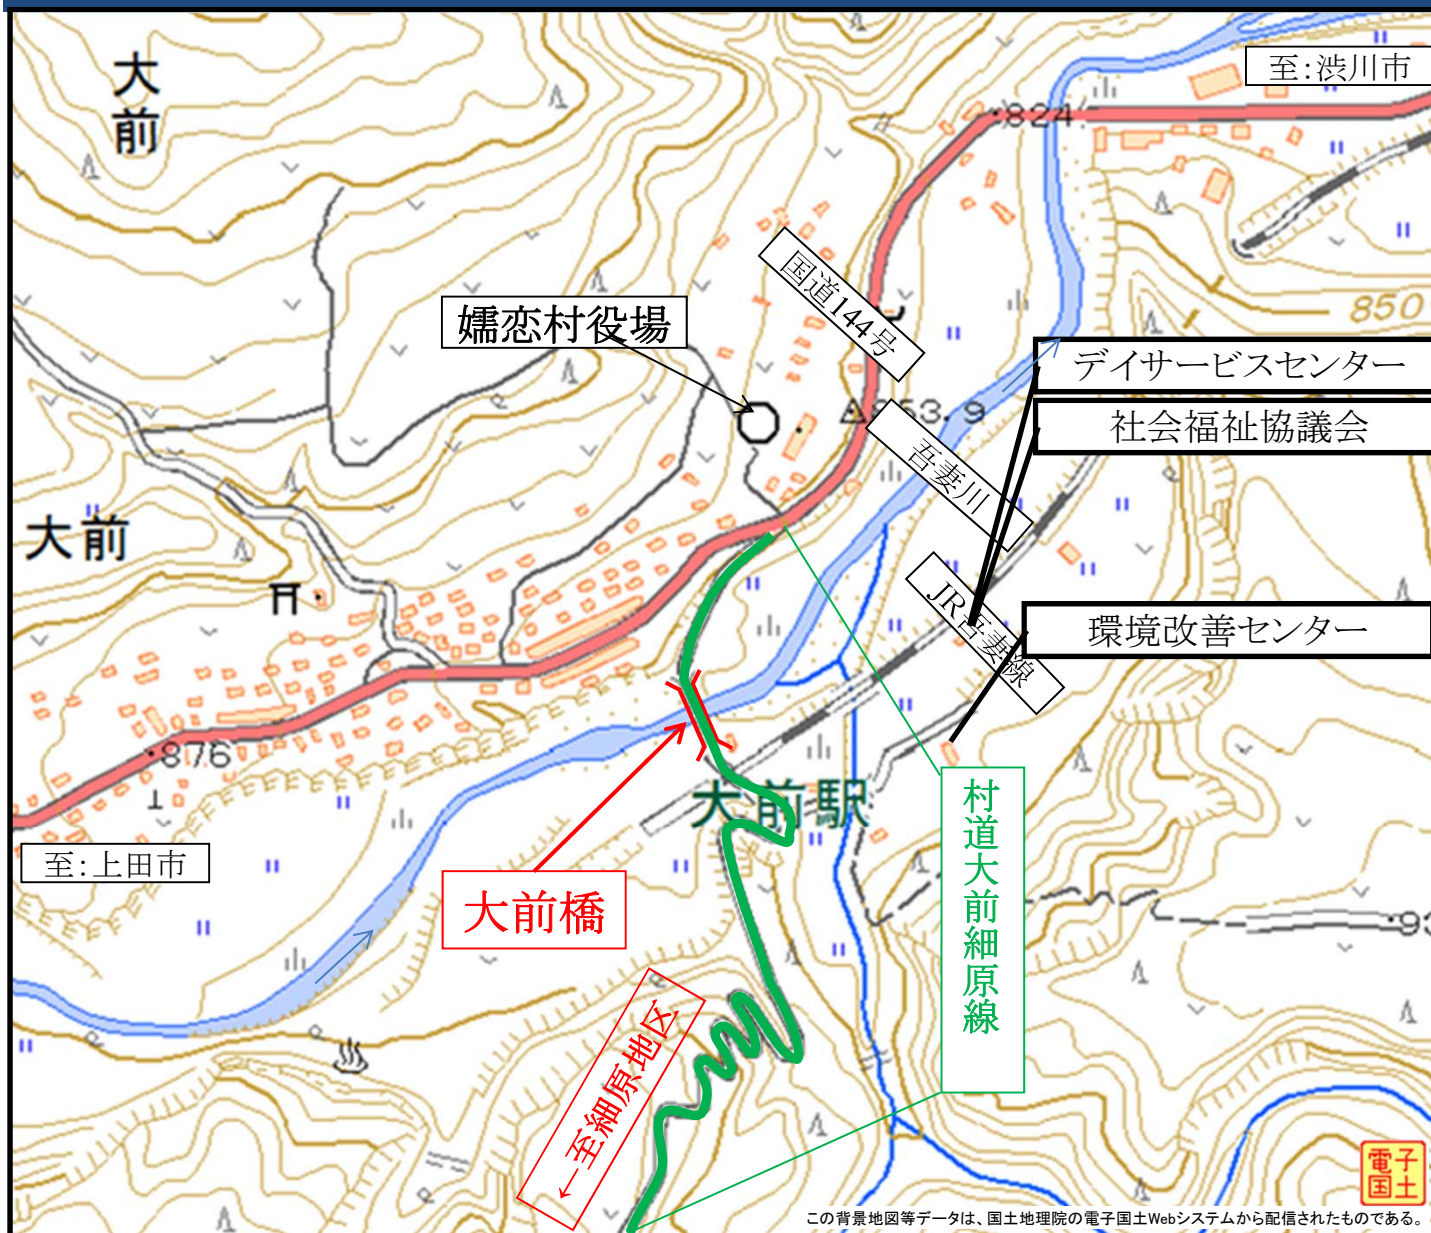 大前
至:渋川市
824
国道144号
850
嬬恋村役場
デイサービスセンター
853.9
社会福祉協議会
吾妻川
大前
JR吾妻線
環境改善センター
876
大前駅
村道大前細原線
至:上田市
大前橋
93
←至細原地区
電子
国土
この背景地図等データは、国土地理院の電子国土Webシステムから配信されたものである。